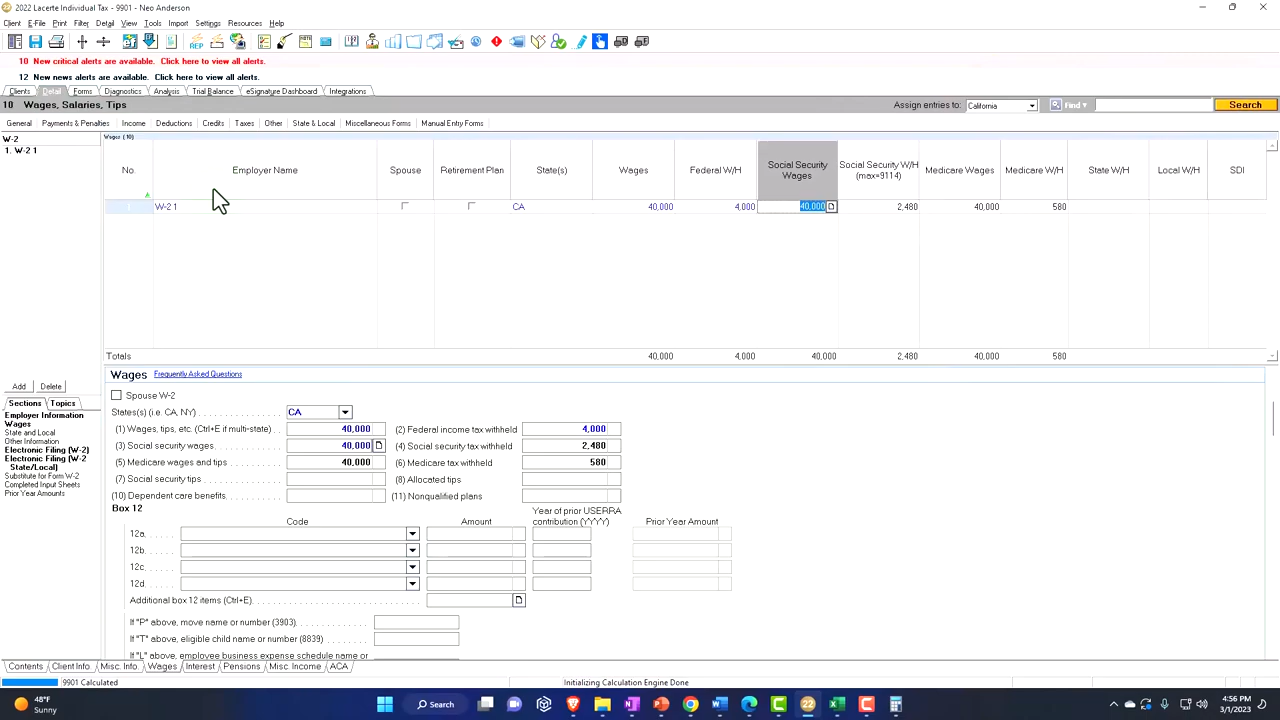 2022 Lacerte Individual Tax - 9901 - Neo Anderson
Client E-File Print Filter Detail View Tools Import Settings Resources Help
10 New critical alerts are available. Click here to view all alerts.
12 New news alerts are available. Click here to view all alerts.
Clients Detail Forms Diagnostics Analysis Trial Balance eSignature Dashboard Integrations
10 Wages, Salaries, Tips Assign entries to: California Find Search
General Payments & Penalties Income Deductions Credits Taxes Other State & Local Miscellaneous Forms Manual Entry Forms
W-2 Wages (10)
1. W-2 1
No. Employer Name Spouse Retirement Plan State(s) Wages Federal W/H Social Security Wages Social Security W/H (max=9114) Medicare Wages Medicare W/H State W/H Local W/H SDI
1 W-2 1 CA 40,000 4,000 40,000 2,480 40,000 580
Totals 40,000 4,000 40,000 2,480 40,000 580
Add Delete
Sections Topics
Employer Information
Wages
State and Local
Other Information
Electronic Filing (W-2)
Electronic Filing (W-2
State/Local)
Substitute for Form W-2
Completed Input Sheets
Prior Year Amounts
Wages Frequently Asked Questions
Spouse W-2
States(s) (i.e. CA, NY) CA
(1) Wages, tips, etc. (Ctrl+E if multi-state) 40,000 (2) Federal income tax withheld 4,000
(3) Social security wages 40,000 (4) Social security tax withheld 2,480
(5) Medicare wages and tips 40,000 (6) Medicare tax withheld 580
(7) Social security tips (8) Allocated tips
(10) Dependent care benefits (11) Nonqualified plans
Box 12
Code Amount Year of prior USERRA contribution (YYYY) Prior Year Amount
12a
12b
12c
12d
Additional box 12 items (Ctrl+E)
If "P" above, move name or number (3903)
If "T" above, eligible child name or number (8839)
If "L" above, employee business expense schedule name or
Contents Client Info. Misc. Info. Wages Interest Pensions Misc. Income ACA
9901 Calculated Initializing Calculation Engine Done
48°F
Sunny
Search
4:56 PM
3/1/2023